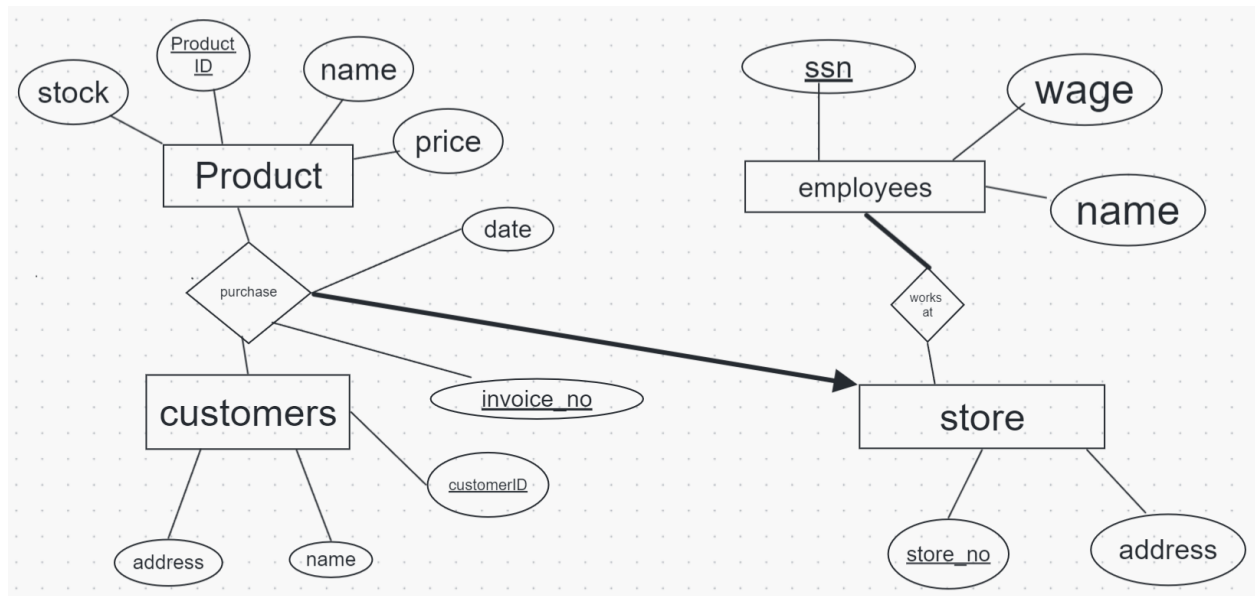 Product
ID
name
stock
price
Product
date
purchase
customers
invoice_no
customerID
address
name
ssn
wage
employees
name
works
at
store
store_no
address